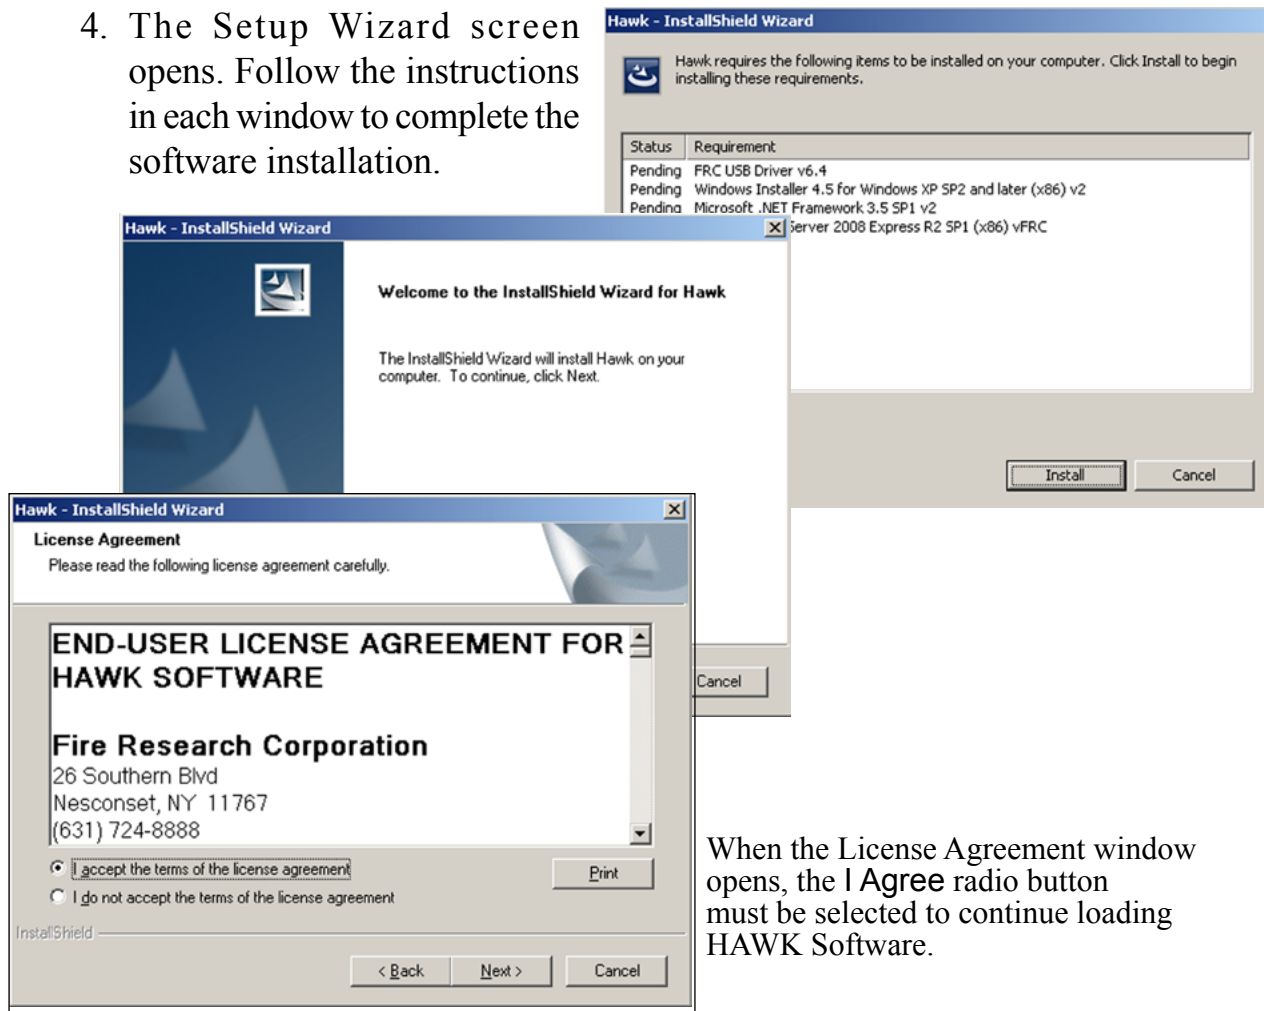 4. The Setup Wizard screen
opens. Follow the instructions
in each window to complete the
software installation.
Hawk - InstallShield Wizard
Hawk requires the following items to be installed on your computer. Click Install to begin
installing these requirements.
Status Requirement
Pending FRC USB Driver v6.4
Pending Windows Installer 4.5 for Windows XP SP2 and later (x86) v2
Pending Microsoft .NET Framework 3.5 SP1 v2
Server 2008 Express R2 SP1 (x86) vFRC
Install Cancel
Hawk - InstallShield Wizard
Welcome to the InstallShield Wizard for Hawk
The InstallShield Wizard will install Hawk on your
computer. To continue, click Next.
Cancel
Hawk - InstallShield Wizard
License Agreement
Please read the following license agreement carefully.
END-USER LICENSE AGREEMENT FOR
HAWK SOFTWARE
Fire Research Corporation
26 Southern Blvd
Nesconset, NY 11767
(631) 724-8888
I accept the terms of the license agreement
Print
I do not accept the terms of the license agreement
InstallShield
< Back Next > Cancel
When the License Agreement window
opens, the I Agree radio button
must be selected to continue loading
HAWK Software.